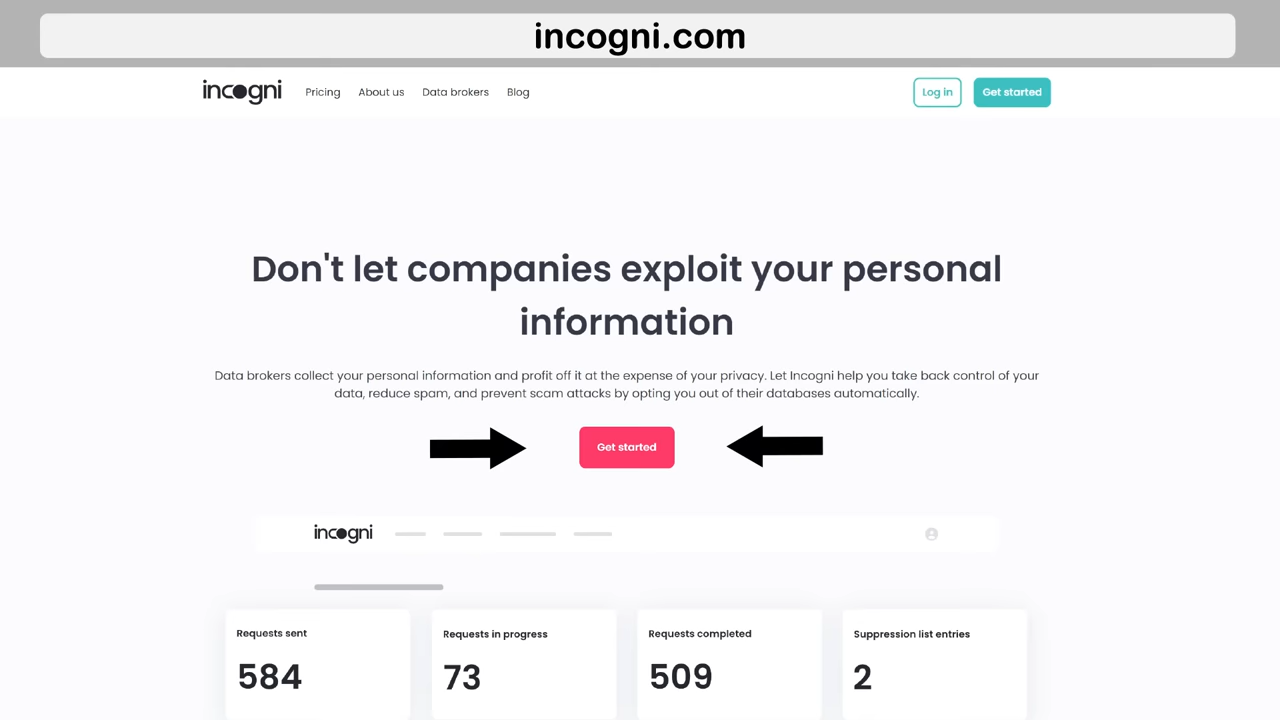 incogni.com
incogni Pricing About us Data brokers Blog Log in Get started
Don't let companies exploit your personal
information
Data brokers collect your personal information and profit off it at the expense of your privacy. Let Incogni help you take back control of your
data, reduce spam, and prevent scam attacks by opting you out of their databases automatically.
Get started
incogni
Requests sent Requests in progress Requests completed Suppression list entries
584 73 509 2